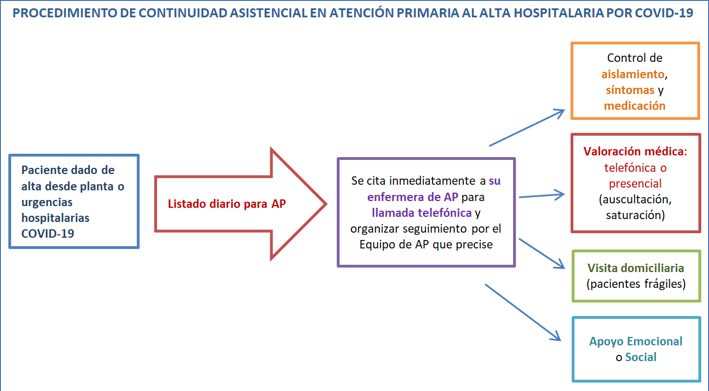 PROCEDIMIENTO DE CONTINUIDAD ASISTENCIAL EN ATENCIÓN PRIMARIA AL ALTA HOSPITALARIA POR COVID-19
Paciente dado de
alta desde planta o
urgencias
hospitalarias
COVID-19
Listado diario para AP
Se cita inmediatamente a su
enfermera de AP para
llamada telefónica y
organizar seguimiento por el
Equipo de AP que precise
Control de
aislamiento,
síntomas y
medicación
Valoración médica:
telefónica o
presencial
(auscultación,
saturación)
Visita domiciliaria
(pacientes frágiles)
Apoyo Emocional
o Social